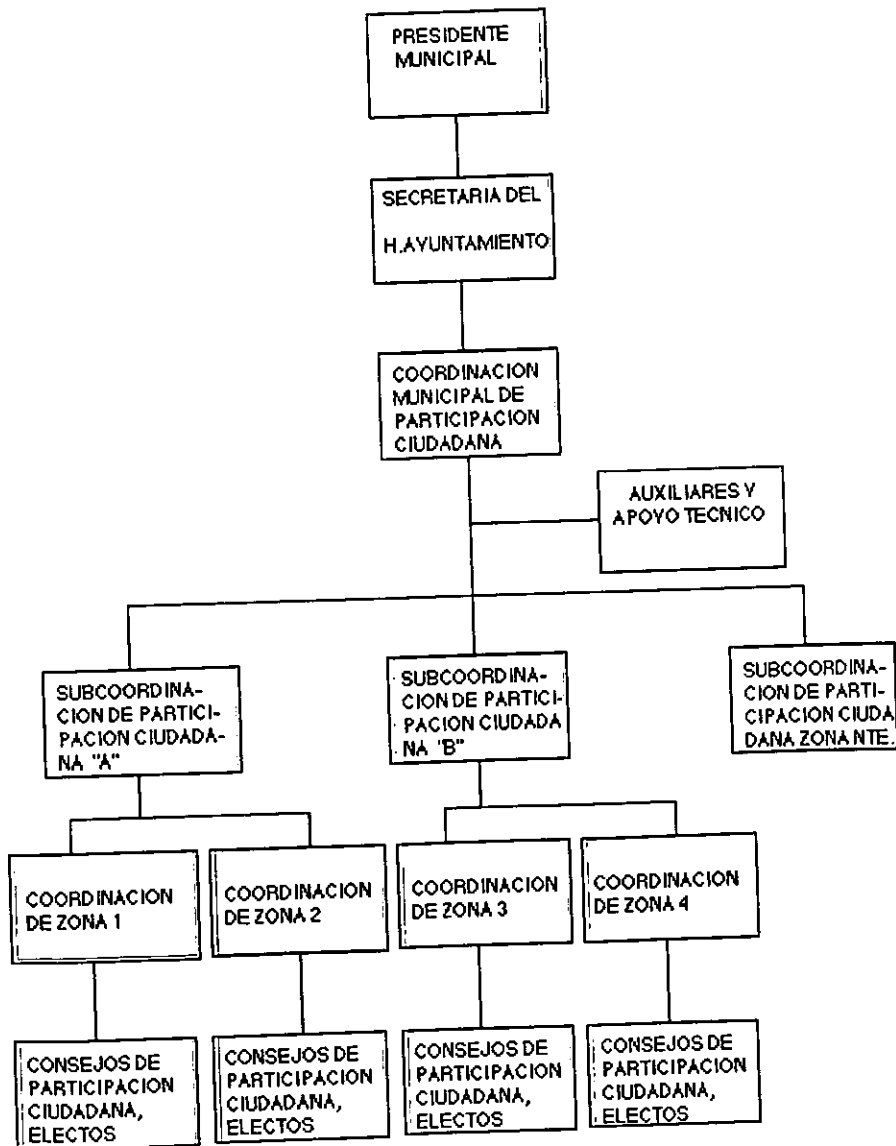 PRESIDENTE
MUNICIPAL
SECRETARIA DEL
H.AYUNTAMIENTO
COORDINACION
MUNICIPAL DE
PARTICIPACION
CIUDADANA
AUXILIARES Y
APOYO TECNICO
SUBCOORDINA-
CION DE PARTICI-
PACION CIUDADA-
NA "A"
SUBCOORDINA-
CION DE PARTICI-
PACION CIUDADA
NA "B"
SUBCOORDINA-
CION DE PARTI-
CIPACION CIUDA
DANA ZONA NTE.
COORDINACION
DE ZONA 1
COORDINACION
DE ZONA 2
COORDINACION
DE ZONA 3
COORDINACION
DE ZONA 4
CONSEJOS DE
PARTICIPACION
CIUDADANA,
ELECTOS
CONSEJOS DE
PARTICIPACION
CIUDADANA,
ELECTOS
CONSEJOS DE
PARTICIPACION
CIUDADANA,
ELECTOS
CONSEJOS DE
PARTICIPACION
CIUDADANA,
ELECTOS